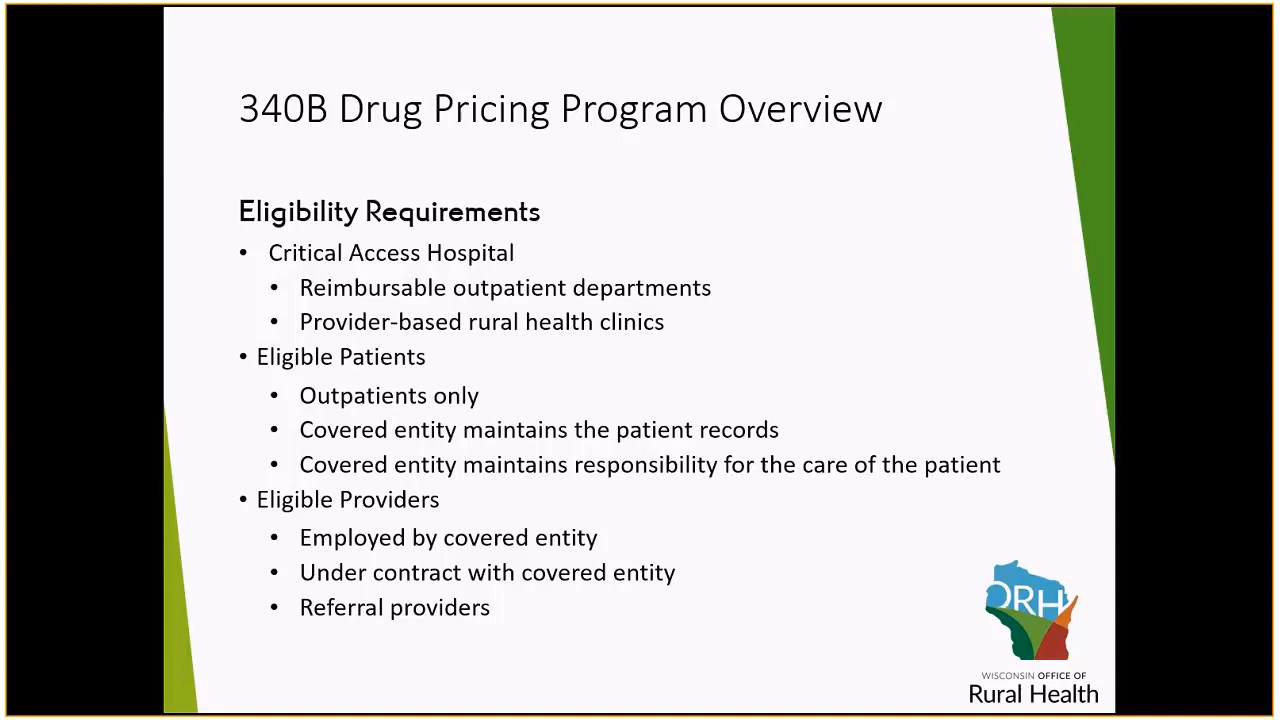 340B Drug Pricing Program Overview
Eligibility Requirements
• Critical Access Hospital
• Reimbursable outpatient departments
• Provider-based rural health clinics
• Eligible Patients
• Outpatients only
• Covered entity maintains the patient records
• Covered entity maintains responsibility for the care of the patient
• Eligible Providers
• Employed by covered entity
• Under contract with covered entity
• Referral providers
ORH
WISCONSIN OFFICE OF
Rural Health